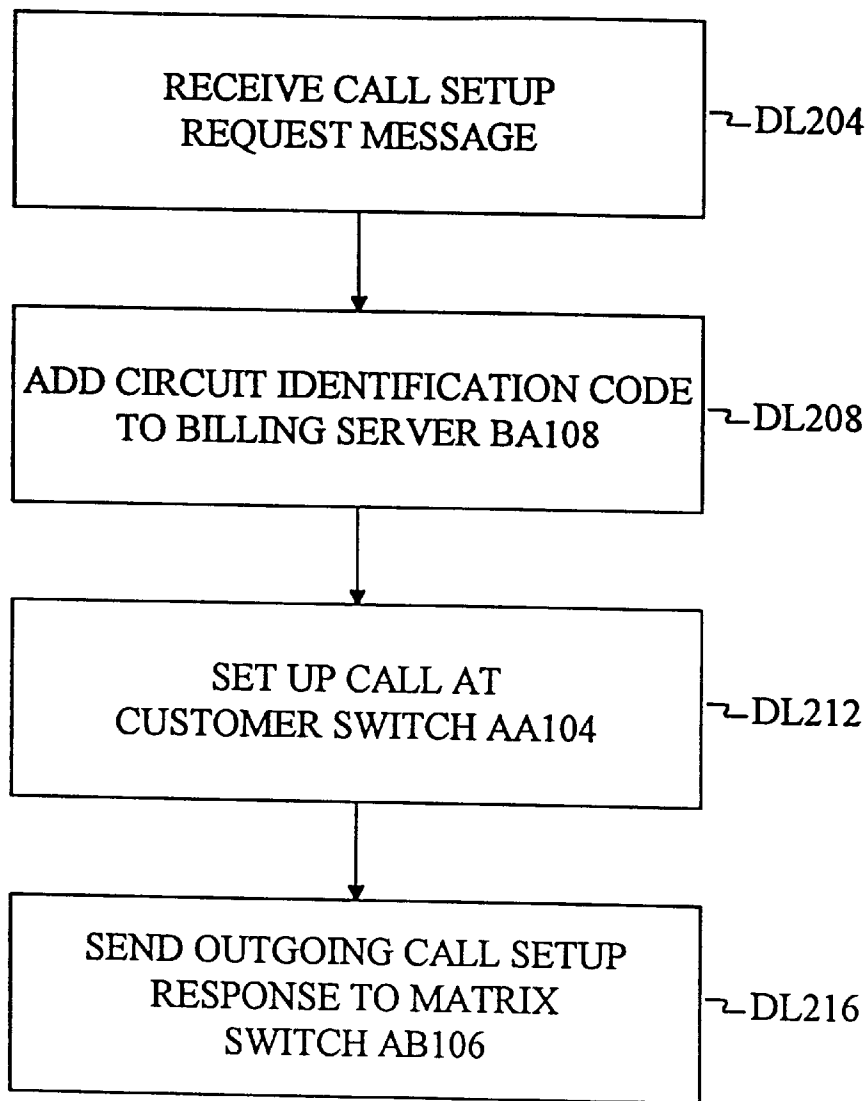 RECEIVE CALL SETUP
REQUEST MESSAGE
DL204
ADD CIRCUIT IDENTIFICATION CODE
TO BILLING SERVER BA108
DL208
SET UP CALL AT
CUSTOMER SWITCH AA104
DL212
SEND OUTGOING CALL SETUP
RESPONSE TO MATRIX
SWITCH AB106
DL216